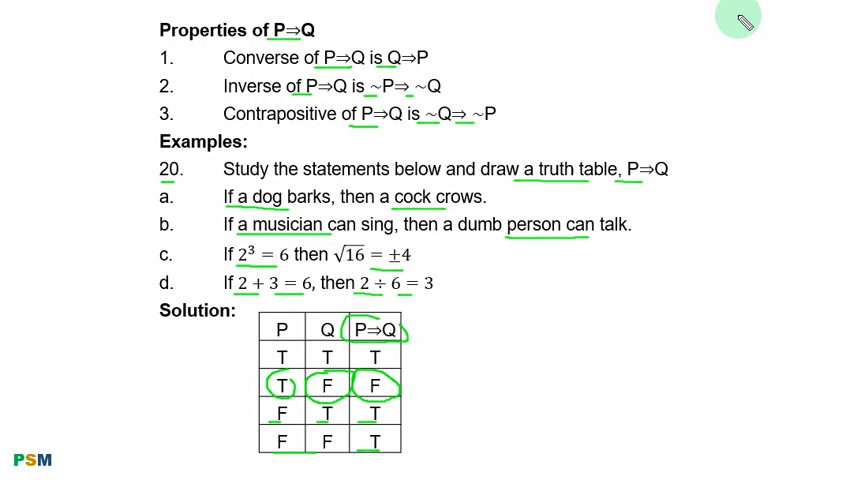 Properties of P⇒Q
1. Converse of P⇒Q is Q⇒P
2. Inverse of P⇒Q is ~P⇒ ~Q
3. Contrapositive of P⇒Q is ~Q⇒ ~P
Examples:
20. Study the statements below and draw a truth table, P⇒Q
a. If a dog barks, then a cock crows.
b. If a musician can sing, then a dumb person can talk.
c. If 2³ = 6 then √16 = ±4
d. If 2 + 3 = 6, then 2 ÷ 6 = 3
Solution:
P Q P⇒Q
T T T
T F F
F T T
F F T
PSM